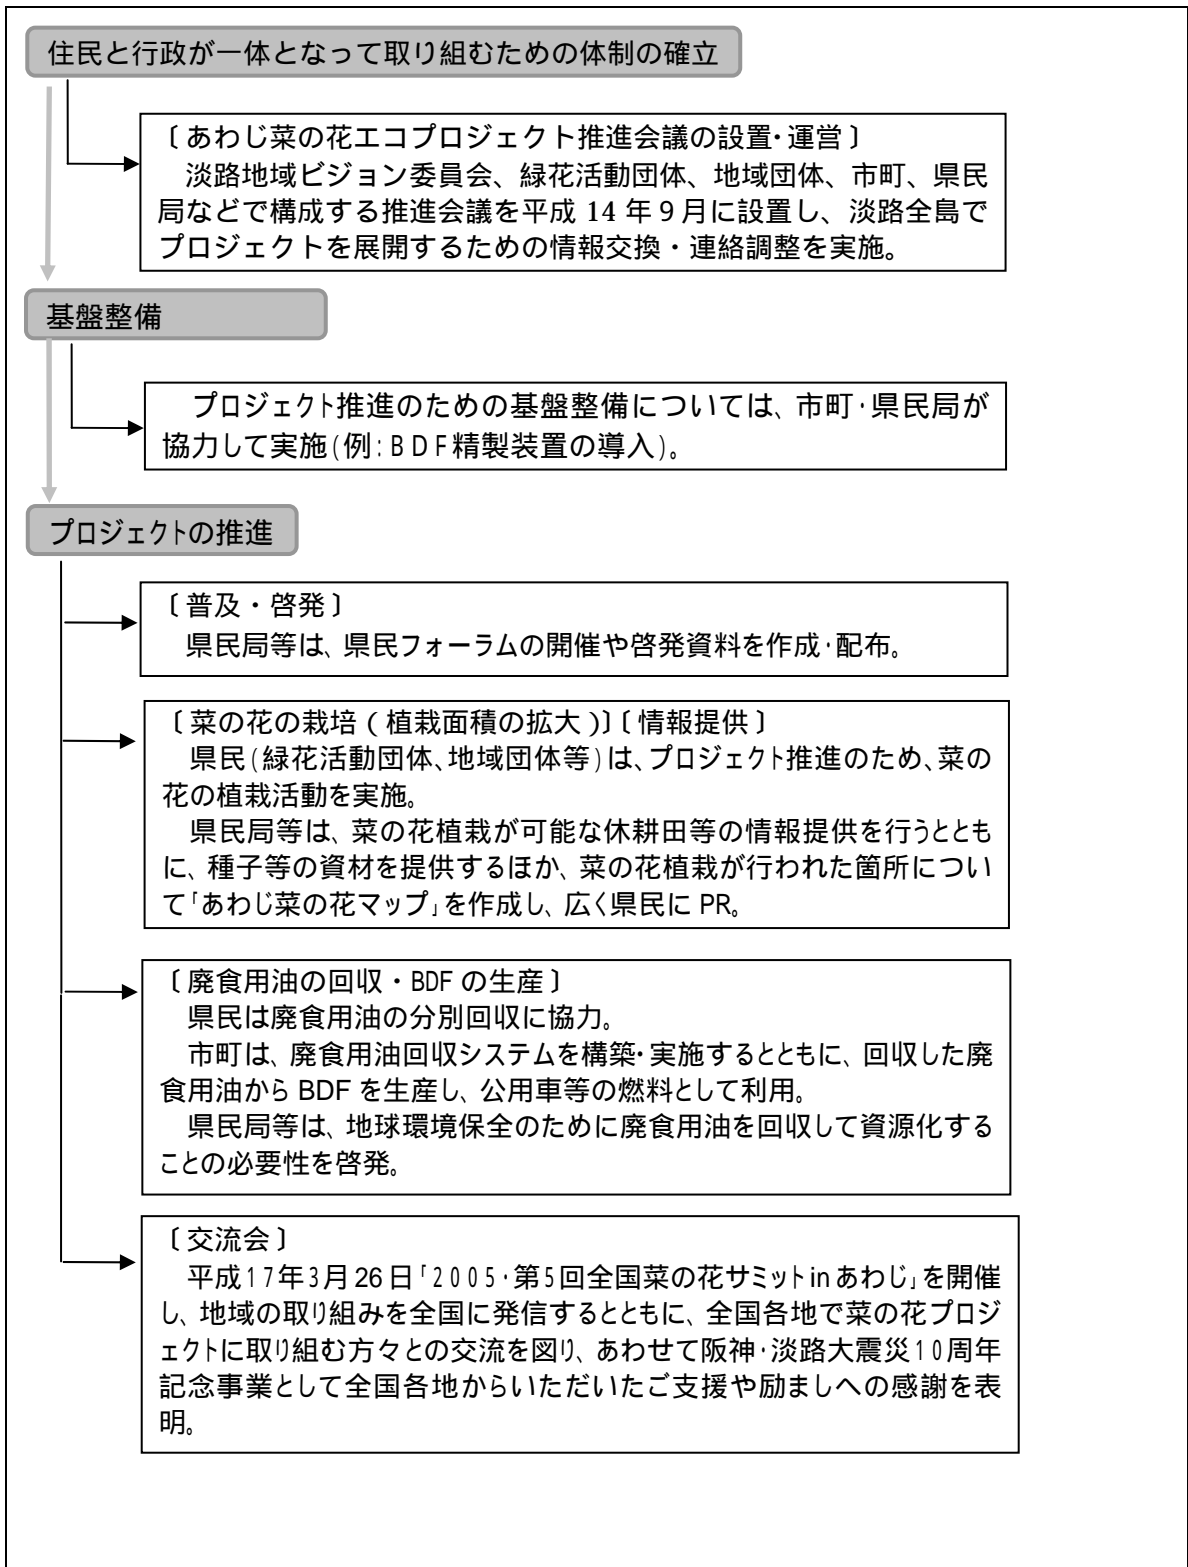 住民と行政が一体となって取り組むための体制の確立
〔あわじ菜の花エコプロジェクト推進会議の設置・運営〕
淡路地域ビジョン委員会、緑花活動団体、地域団体、市町、県民
局などで構成する推進会議を平成 14 年 9 月に設置し、淡路全島で
プロジェクトを展開するための情報交換・連絡調整を実施。
基盤整備
プロジェクト推進のための基盤整備については、市町・県民局が
協力して実施(例:BDF精製装置の導入)。
プロジェクトの推進
〔普及・啓発〕
県民局等は、県民フォーラムの開催や啓発資料を作成・配布。
〔菜の花の栽培(植栽面積の拡大)〕〔情報提供〕
県民(緑花活動団体、地域団体等)は、プロジェクト推進のため、菜の
花の植栽活動を実施。
県民局等は、菜の花植栽が可能な休耕田等の情報提供を行うととも
に、種子等の資材を提供するほか、菜の花植栽が行われた箇所につい
て「あわじ菜の花マップ」を作成し、広く県民に PR。
〔廃食用油の回収・BDF の生産〕
県民は廃食用油の分別回収に協力。
市町は、廃食用油回収システムを構築・実施するとともに、回収した廃
食用油から BDF を生産し、公用車等の燃料として利用。
県民局等は、地球環境保全のために廃食用油を回収して資源化する
ことの必要性を啓発。
〔交流会〕
平成17年3月26日「2005・第5回全国菜の花サミットinあわじ」を開催
し、地域の取り組みを全国に発信するとともに、全国各地で菜の花プロジ
ェクトに取り組む方々との交流を図り、あわせて阪神・淡路大震災10周年
記念事業として全国各地からいただいたご支援や励ましへの感謝を表
明。